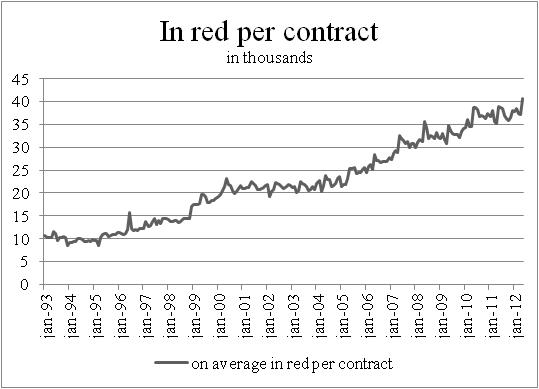 In red per contract
in thousands
45
40
35
30
25
20
15
10
5
0
jan-93
jan-94
jan-95
jan-96
jan-97
jan-98
jan-99
jan-00
jan-01
jan-02
jan-03
jan-04
jan-05
jan-06
jan-07
jan-08
jan-09
jan-10
jan-11
jan-12
on average in red per contract